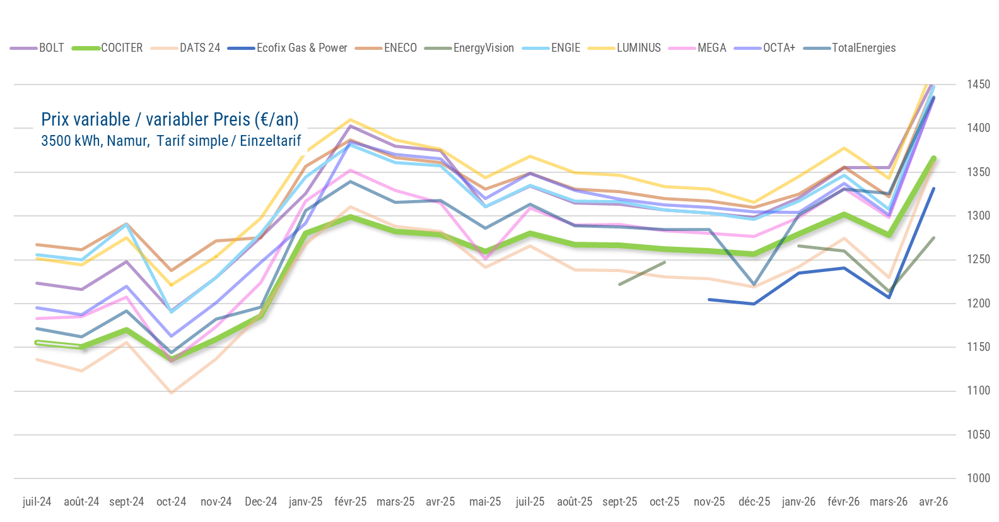 BOLT COCITER DATS 24 Ecofix Gas & Power ENECO EnergyVision ENGIE LUMINUS MEGA OCTA+ TotalEnergies
Prix variable / variabler Preis (€/an)
3500 kWh, Namur, Tarif simple / Einzeltarif
1450
1400
1350
1300
1250
1200
1150
1100
1050
1000
juil-24 août-24 sept-24 oct-24 nov-24 Dec-24 janv-25 févr-25 mars-25 avr-25 mai-25 juil-25 août-25 sept-25 oct-25 nov-25 déc-25 janv-26 févr-26 mars-26 avr-26